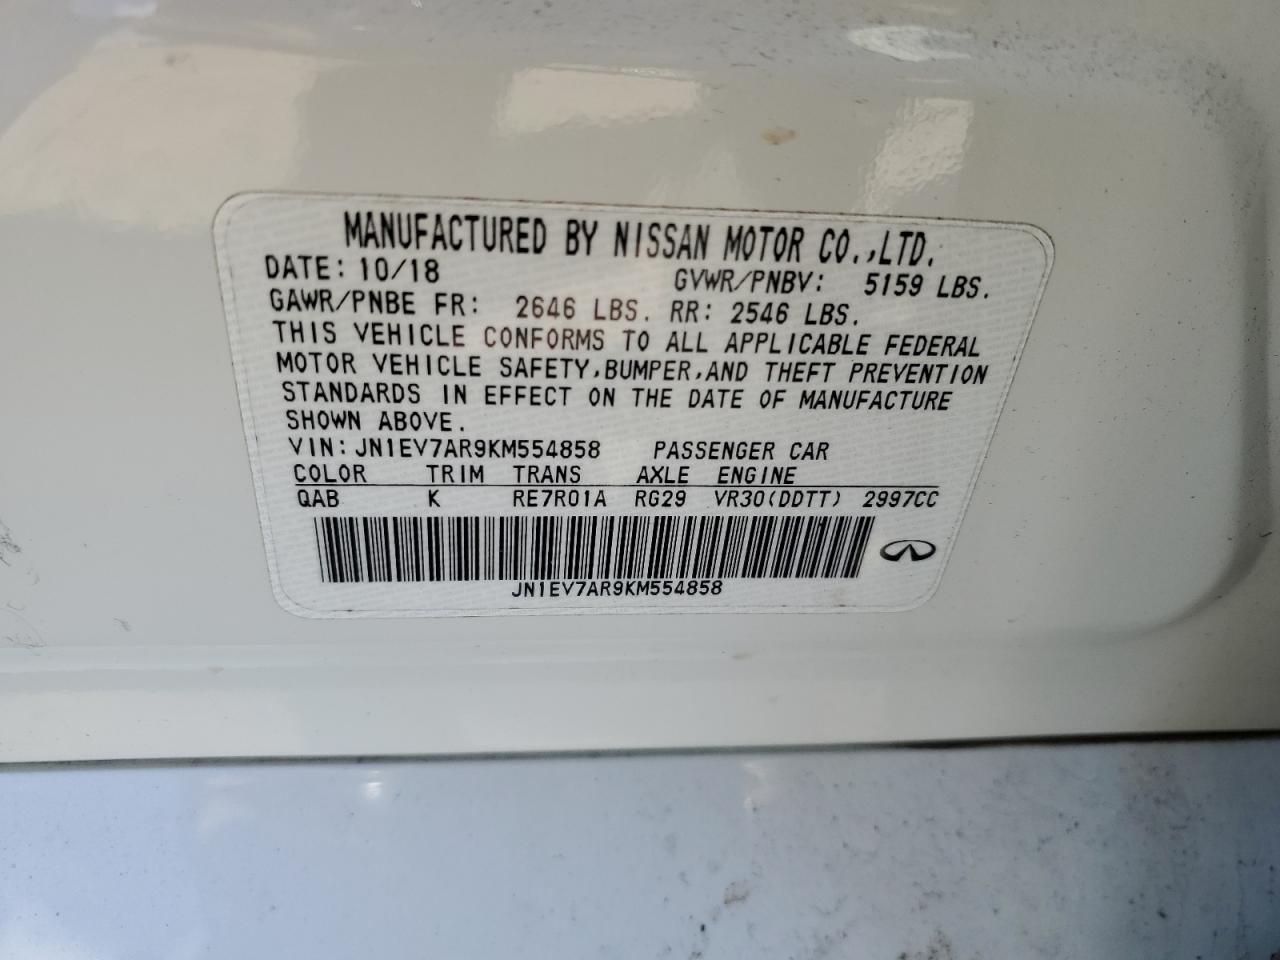 MANUFACTURED BY NISSAN MOTOR CO.,LTD.
DATE: 10/18 GVWR/PNBV: 5159 LBS.
GAWR/PNBE FR: 2646 LBS. RR: 2546 LBS.
THIS VEHICLE CONFORMS TO ALL APPLICABLE FEDERAL
MOTOR VEHICLE SAFETY,BUMPER,AND THEFT PREVENTION
STANDARDS IN EFFECT ON THE DATE OF MANUFACTURE
SHOWN ABOVE.
VIN:JN1EV7AR9KM554858 PASSENGER CAR
COLOR TRIM TRANS AXLE ENGINE
QAB K RE7R01A RG29 VR30(DDTT) 2997CC
JN1EV7AR9KM554858